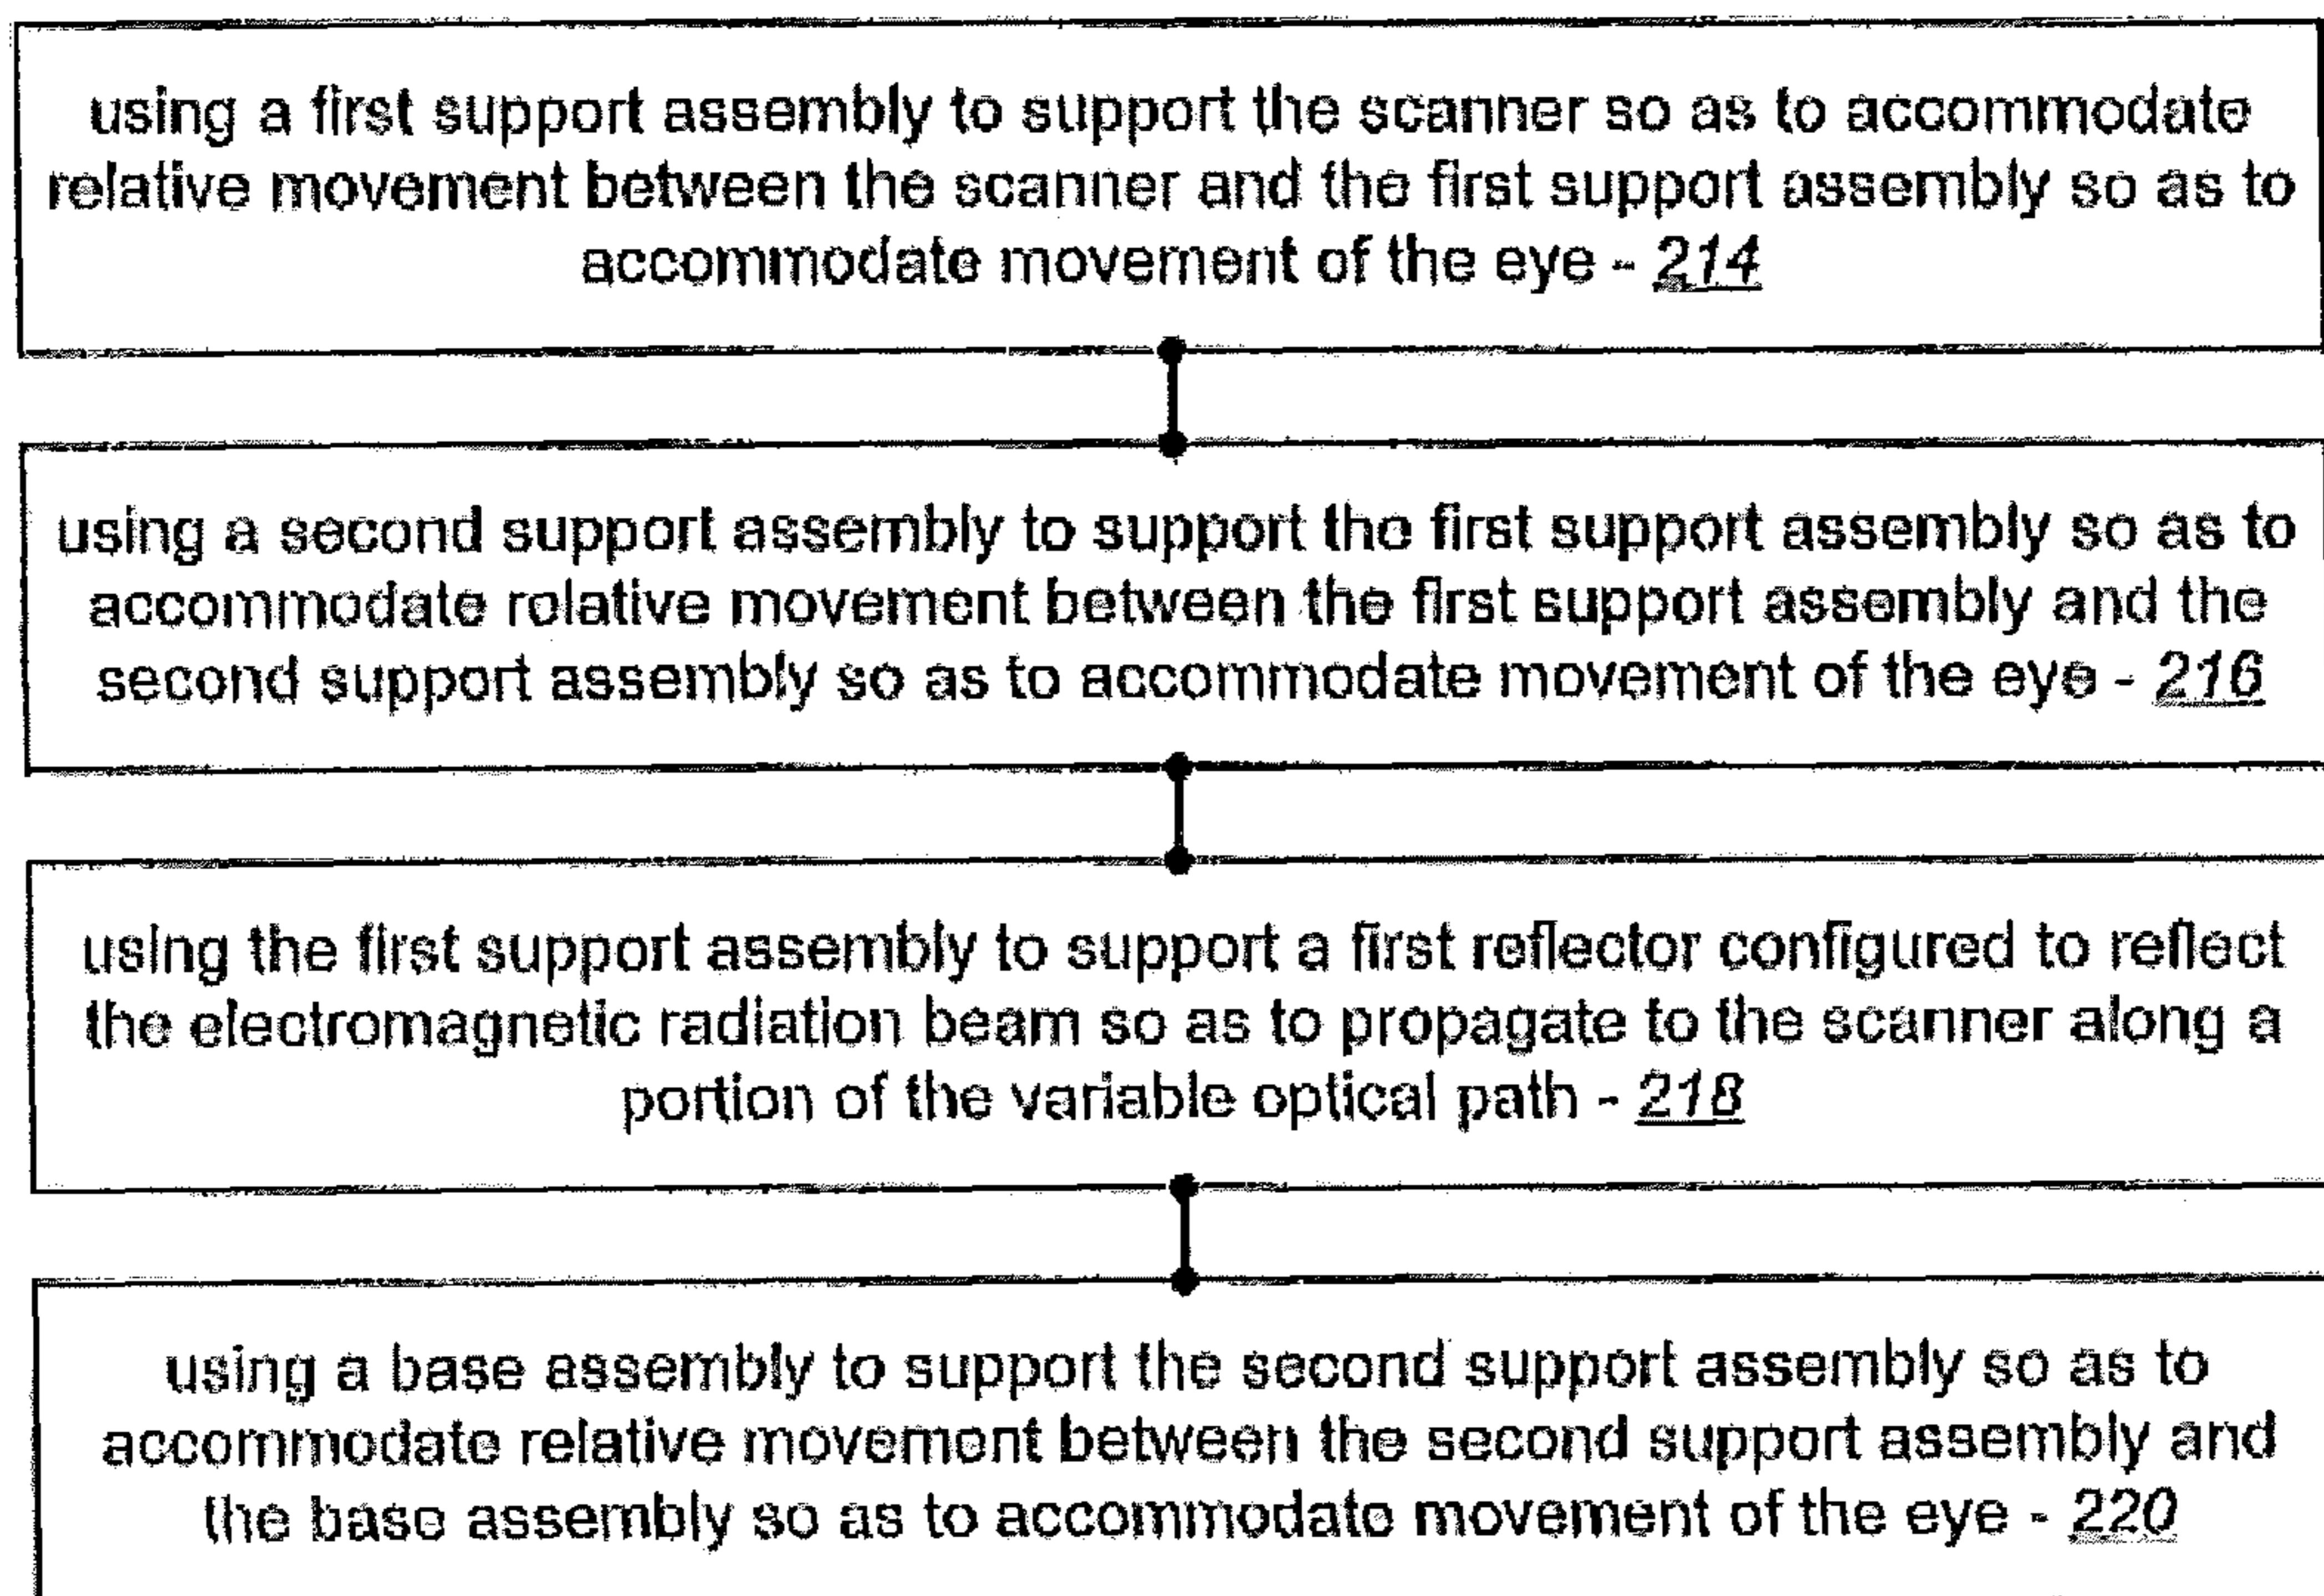 using a first support assembly to support the scanner so as to accommodate
relative movement between the scanner and the first support assembly so as to
accommodate movement of the eye - 214
using a second support assembly to support the first support assembly so as to
accommodate relative movement between the first support assembly and the
second support assembly so as to accommodate movement of the eye - 216
using the first support assembly to support a first reflector configured to reflect
the electromagnetic radiation beam so as to propagate to the scanner along a
portion of the variable optical path - 218
using a base assembly to support the second support assembly so as to
accommodate relative movement between the second support assembly and
the base assembly so as to accommodate movement of the eye - 220